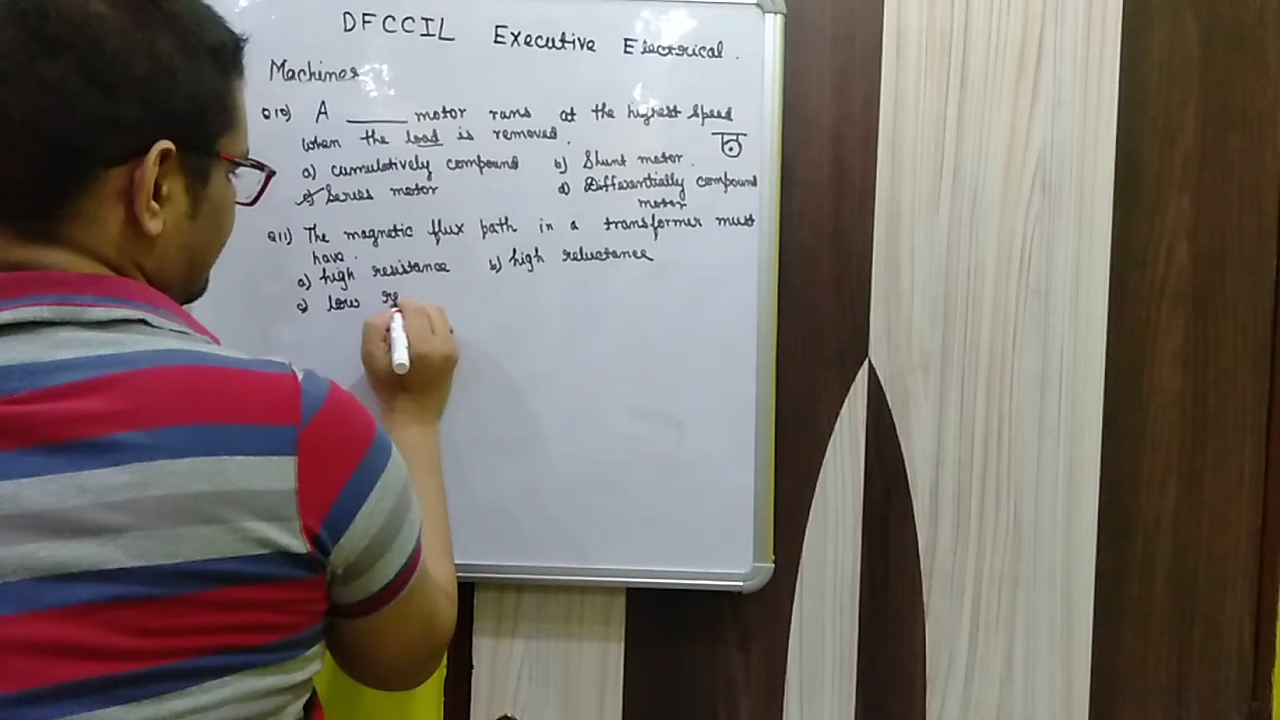 DFCCIL Executive Electrical.
Machines
Q10) A ____ motor runs at the highest speed
when the load is removed.
a) cumulatively compound b) Shunt motor.
c) Series motor d) Differentially compound
motor
Q11) The magnetic flux path in a transformer must
have.
a) high resistance b) high reluctance
c) low re